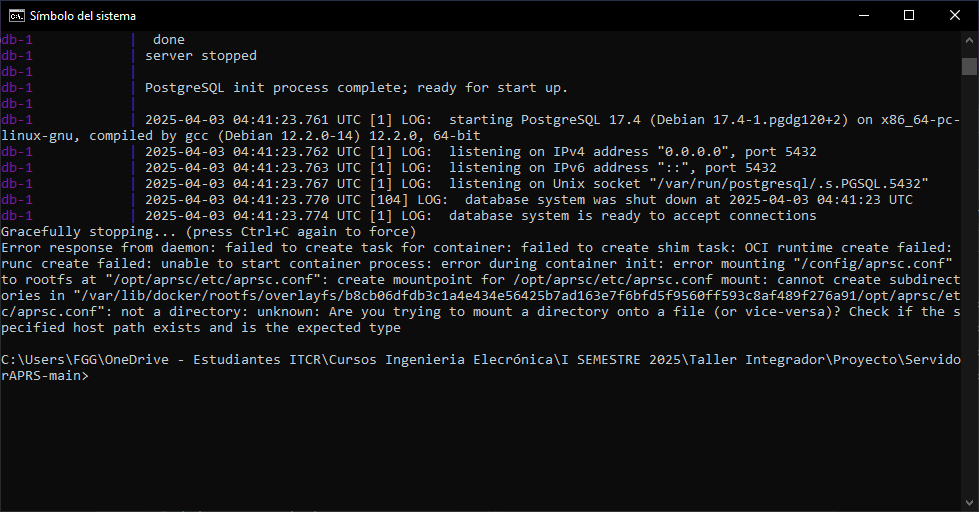 Símbolo del sistema
db-1 | done
db-1 | server stopped
db-1 |
db-1 | PostgreSQL init process complete; ready for start up.
db-1 |
db-1 | 2025-04-03 04:41:23.761 UTC [1] LOG:  starting PostgreSQL 17.4 (Debian 17.4-1.pgdg120+2) on x86_64-pc-
linux-gnu, compiled by gcc (Debian 12.2.0-14) 12.2.0, 64-bit
db-1 | 2025-04-03 04:41:23.762 UTC [1] LOG:  listening on IPv4 address "0.0.0.0", port 5432
db-1 | 2025-04-03 04:41:23.763 UTC [1] LOG:  listening on IPv6 address "::", port 5432
db-1 | 2025-04-03 04:41:23.767 UTC [1] LOG:  listening on Unix socket "/var/run/postgresql/.s.PGSQL.5432"
db-1 | 2025-04-03 04:41:23.770 UTC [104] LOG:  database system was shut down at 2025-04-03 04:41:23 UTC
db-1 | 2025-04-03 04:41:23.774 UTC [1] LOG:  database system is ready to accept connections
Gracefully stopping... (press Ctrl+C again to force)
Error response from daemon: failed to create task for container: failed to create shim task: OCI runtime create failed:
runc create failed: unable to start container process: error during container init: error mounting "/config/aprsc.conf"
to rootfs at "/opt/aprsc/etc/aprsc.conf": create mountpoint for /opt/aprsc/etc/aprsc.conf mount: cannot create subdirect
ories in "/var/lib/docker/rootfs/overlayfs/b8cb06dfdb3c1a4e434e56425b7ad163e7f6bfd5f9560ff593c8af489f276a91/opt/aprsc/et
c/aprsc.conf": not a directory: unknown: Are you trying to mount a directory onto a file (or vice-versa)? Check if the s
pecified host path exists and is the expected type
C:\Users\FGG\OneDrive - Estudiantes ITCR\Cursos Ingenieria Elecrónica\I SEMESTRE 2025\Taller Integrador\Proyecto\Servido
rAPRS-main>